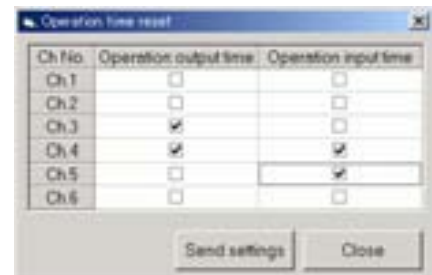 Operation time reset
Ch No. Operation output time Operation input time
Ch.1
Ch.2
Ch.3
Ch.4
Ch.5
Ch.6
Send settings Close